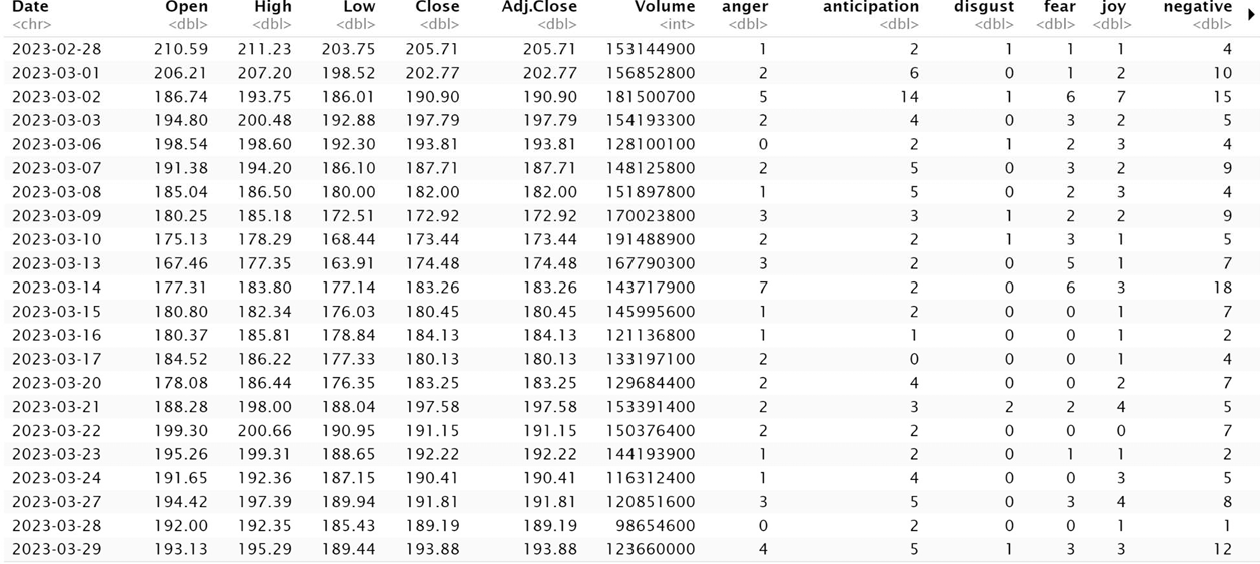 Date Open High Low Close Adj.Close Volume anger anticipation disgust fear joy negative
<chr> <dbl> <dbl> <dbl> <dbl> <dbl> <int> <dbl> <dbl> <dbl> <dbl> <dbl> <dbl>
2023-02-28 210.59 211.23 203.75 205.71 205.71 153144900 1 2 1 1 1 4
2023-03-01 206.21 207.20 198.52 202.77 202.77 156852800 2 6 0 1 2 10
2023-03-02 186.74 193.75 186.01 190.90 190.90 181500700 5 14 1 6 7 15
2023-03-03 194.80 200.48 192.88 197.79 197.79 154193300 2 4 0 3 2 5
2023-03-06 198.54 198.60 192.30 193.81 193.81 128100100 0 2 1 2 3 4
2023-03-07 191.38 194.20 186.10 187.71 187.71 148125800 2 5 0 3 2 9
2023-03-08 185.04 186.50 180.00 182.00 182.00 151897800 1 5 0 2 3 4
2023-03-09 180.25 185.18 172.51 172.92 172.92 170023800 3 3 1 2 2 9
2023-03-10 175.13 178.29 168.44 173.44 173.44 191488900 2 2 1 3 1 5
2023-03-13 167.46 177.35 163.91 174.48 174.48 167790300 3 2 0 5 1 7
2023-03-14 177.31 183.80 177.14 183.26 183.26 143717900 7 2 0 6 3 18
2023-03-15 180.80 182.34 176.03 180.45 180.45 145995600 1 2 0 0 1 7
2023-03-16 180.37 185.81 178.84 184.13 184.13 121136800 1 1 0 0 1 2
2023-03-17 184.52 186.22 177.33 180.13 180.13 133197100 2 0 0 0 1 4
2023-03-20 178.08 186.44 176.35 183.25 183.25 129684400 2 4 0 0 2 7
2023-03-21 188.28 198.00 188.04 197.58 197.58 153391400 2 3 2 2 4 5
2023-03-22 199.30 200.66 190.95 191.15 191.15 150376400 2 2 0 0 0 7
2023-03-23 195.26 199.31 188.65 192.22 192.22 144193900 1 2 0 1 1 2
2023-03-24 191.65 192.36 187.15 190.41 190.41 116312400 1 4 0 0 3 5
2023-03-27 194.42 197.39 189.94 191.81 191.81 120851600 3 5 0 3 4 8
2023-03-28 192.00 192.35 185.43 189.19 189.19 98654600 0 2 0 0 1 1
2023-03-29 193.13 195.29 189.44 193.88 193.88 123660000 4 5 1 3 3 12